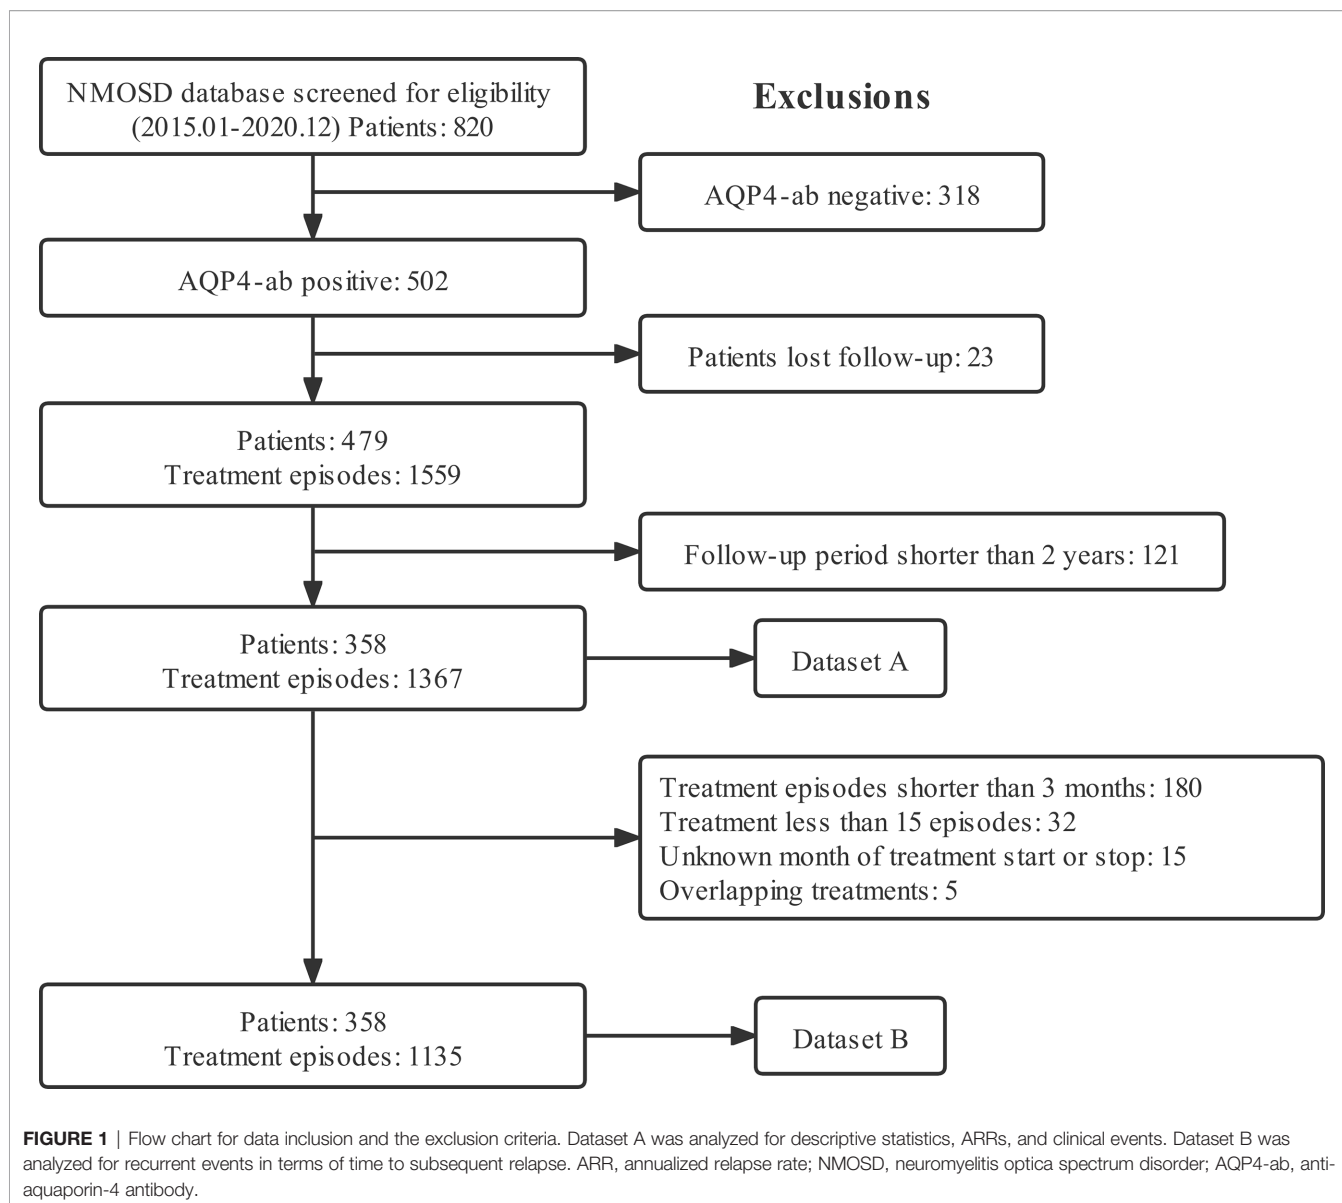 NMOSD database screened for eligibility
(2015.01-2020.12) Patients: 820
Exclusions
AQP4-ab negative: 318
AQP4-ab positive: 502
Patients lost follow-up: 23
Patients: 479
Treatment episodes: 1559
Follow-up period shorter than 2 years: 121
Patients: 358
Treatment episodes: 1367
Dataset A
Treatment episodes shorter than 3 months: 180
Treatment less than 15 episodes: 32
Unknown month of treatment start or stop: 15
Overlapping treatments: 5
Patients: 358
Treatment episodes: 1135
Dataset B
FIGURE 1 | Flow chart for data inclusion and the exclusion criteria. Dataset A was analyzed for descriptive statistics, ARRs, and clinical events. Dataset B was
analyzed for recurrent events in terms of time to subsequent relapse. ARR, annualized relapse rate; NMOSD, neuromyelitis optica spectrum disorder; AQP4-ab, anti-
aquaporin-4 antibody.